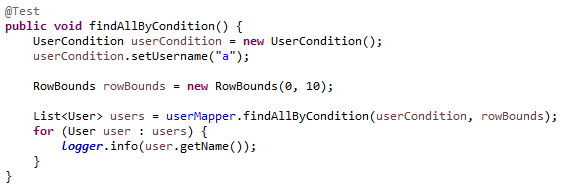 @Test
public void findAllByCondition() {
    UserCondition userCondition = new UserCondition();
    userCondition.setUsername("a");

    RowBounds rowBounds = new RowBounds(0, 10);

    List<User> users = userMapper.findAllByCondition(userCondition, rowBounds);
    for (User user : users) {
        logger.info(user.getName());
    }
}